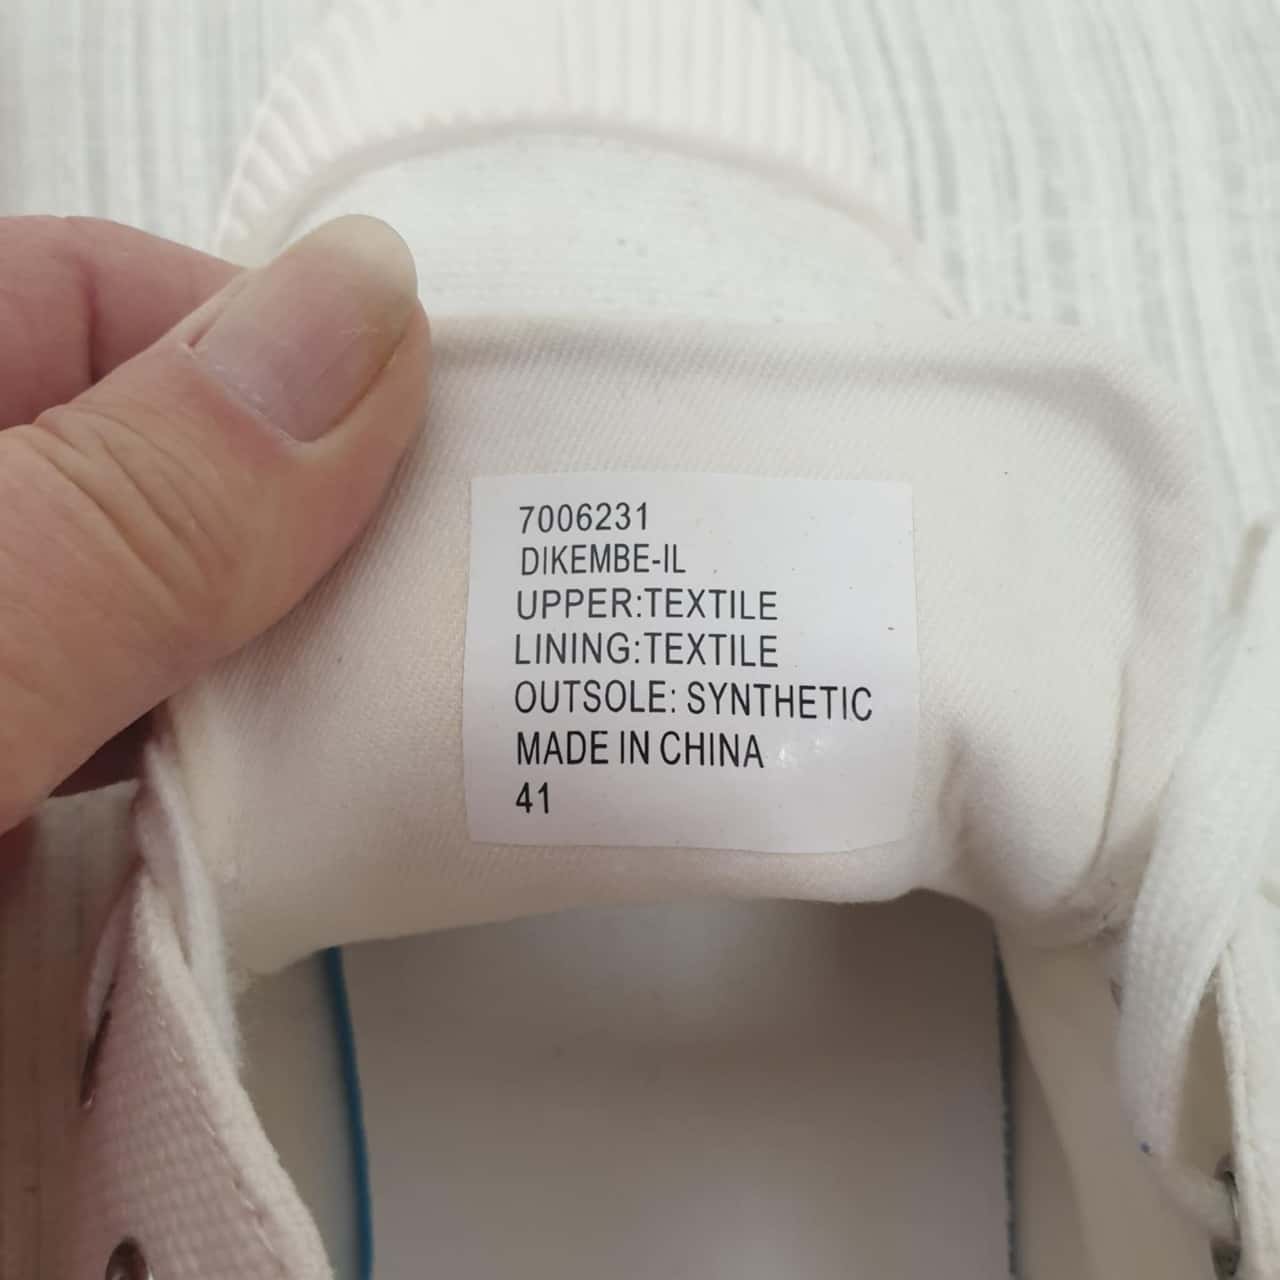 7006231
DIKEMBE-IL
UPPER:TEXTILE
LINING:TEXTILE
OUTSOLE: SYNTHETIC
MADE IN CHINA
41